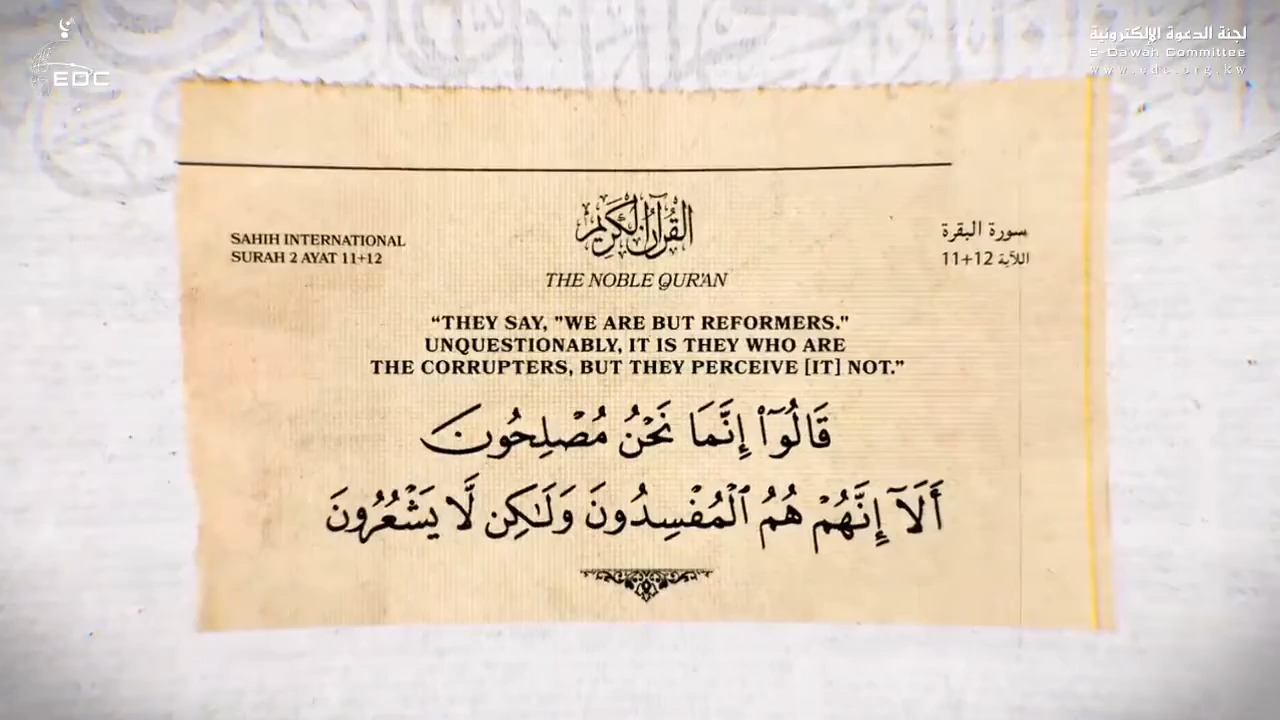 EDC
لجنة الدعوة الإلكترونية
E-Dawah Committee
www.edc.org.kw
SAHIH INTERNATIONAL
SURAH 2 AYAT 11+12
القرآن الكريم
THE NOBLE QUR'AN
سورة البقرة
اللآية 12+11
“THEY SAY, "WE ARE BUT REFORMERS."
UNQUESTIONABLY, IT IS THEY WHO ARE
THE CORRUPTERS, BUT THEY PERCEIVE [IT] NOT.”
قَالُوٓا۟ إِنَّمَا نَحْنُ مُصْلِحُونَ
أَلَآ إِنَّهُمْ هُمُ ٱلْمُفْسِدُونَ وَلَـٰكِن لَّا يَشْعُرُونَ